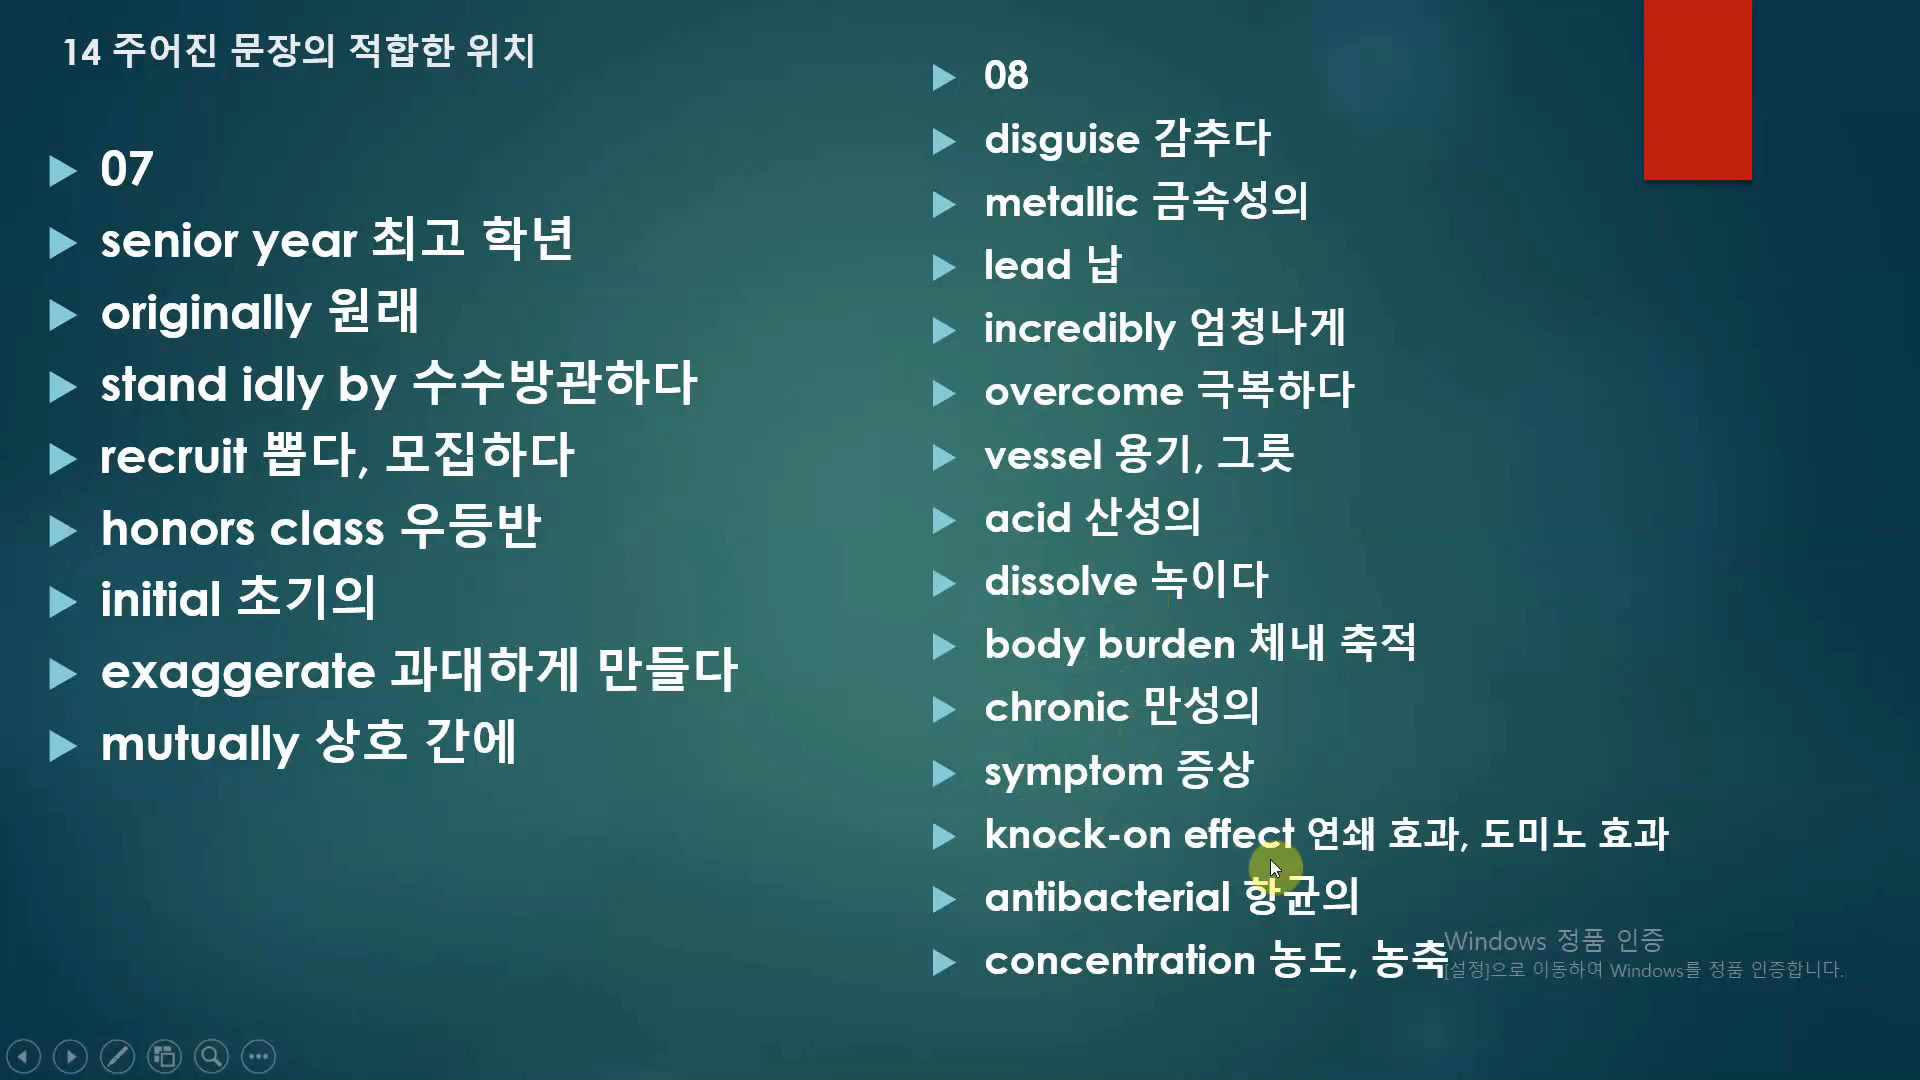 14 주어진 문장의 적합한 위치
07
senior year 최고 학년
originally 원래
stand idly by 수수방관하다
recruit 뽑다, 모집하다
honors class 우등반
initial 초기의
exaggerate 과대하게 만들다
mutually 상호 간에
08
disguise 감추다
metallic 금속성의
lead 납
incredibly 엄청나게
overcome 극복하다
vessel 용기, 그릇
acid 산성의
dissolve 녹이다
body burden 체내 축적
chronic 만성의
symptom 증상
knock-on effect 연쇄 효과, 도미노 효과
antibacterial 항균의
concentration 농도, 농축
Windows 정품 인증
[설정]으로 이동하여 Windows를 정품 인증합니다.